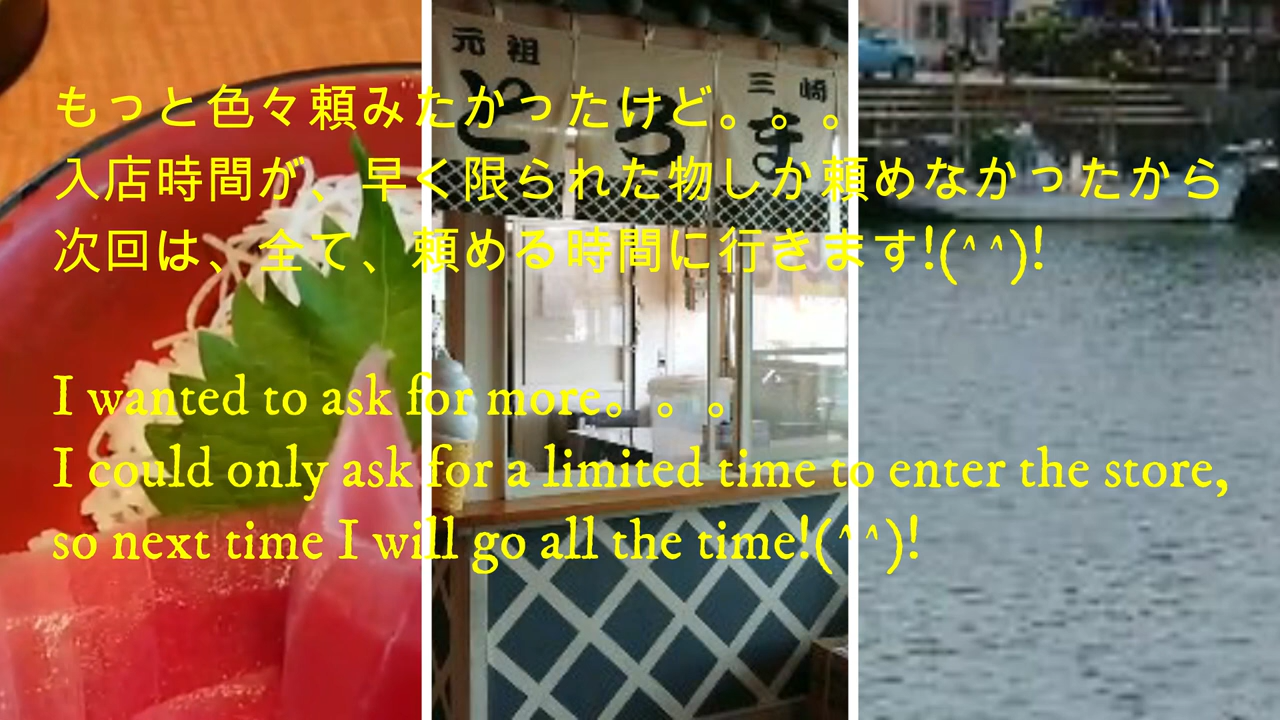 元祖 三崎
とろま
もっと色々頼みたかったけど。。。
入店時間が、早く限られた物しか頼めなかったから
次回は、全て、頼める時間に行きます!(^^)!
I wanted to ask for more。。。
I could only ask for a limited time to enter the store,
so next time I will go all the time!(^^)!